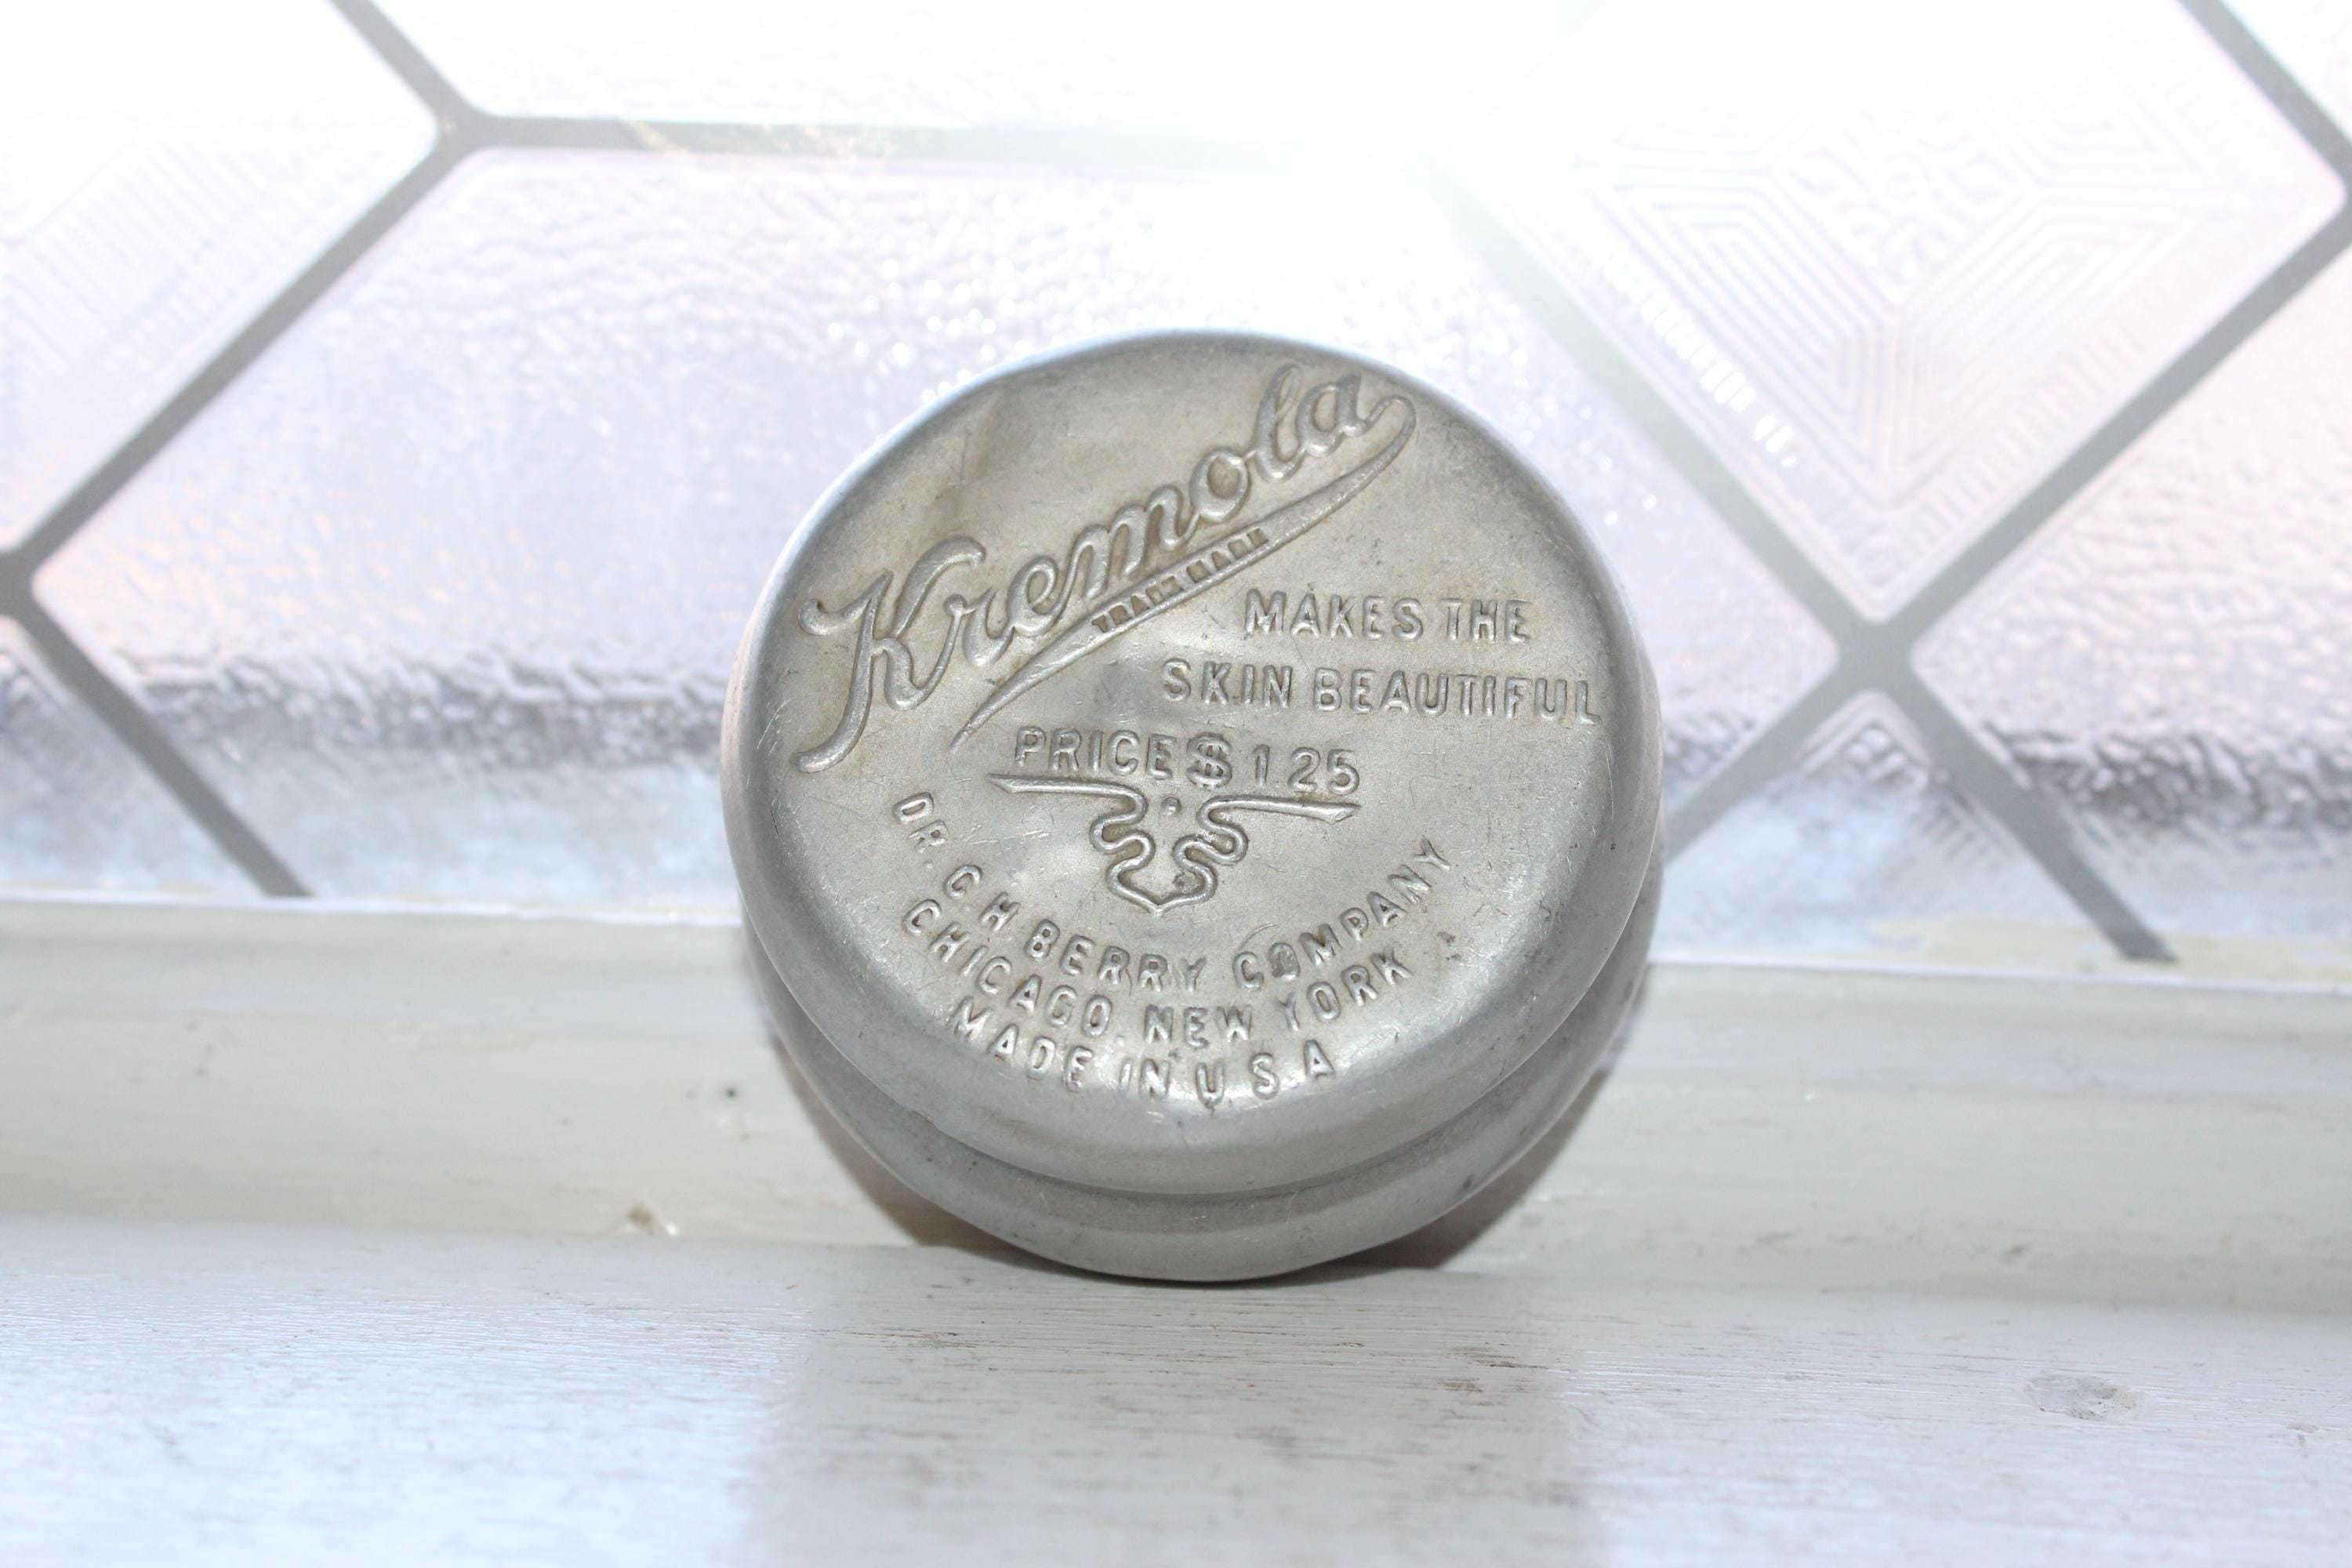 Kremola
TRADE MARK
MAKES THE
SKIN BEAUTIFUL
PRICE $ 1 25
DR. C. H. BERRY COMPANY
CHICAGO. NEW YORK
MADE IN U.S.A